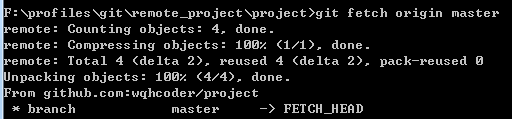 F:\profiles\git\remote_project\project>git fetch origin master
remote: Counting objects: 4, done.
remote: Compressing objects: 100% (1/1), done.
remote: Total 4 (delta 2), reused 4 (delta 2), pack-reused 0
Unpacking objects: 100% (4/4), done.
From github.com:wqhcoder/project
 * branch            master     -> FETCH_HEAD